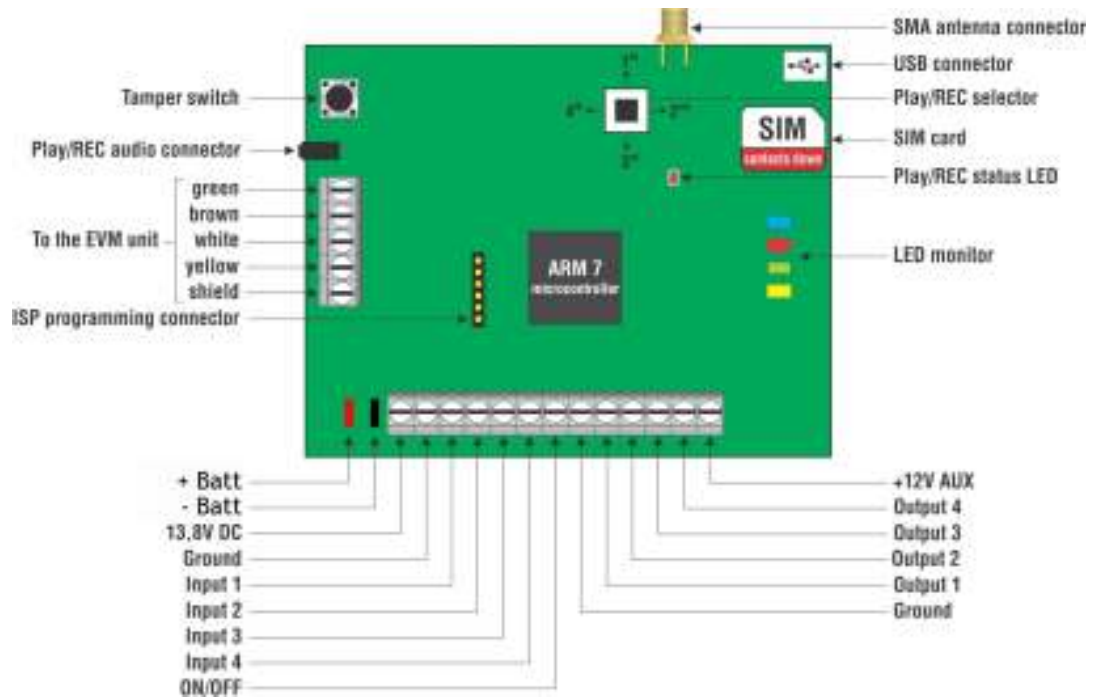 SMA antenna connector
USB connector
Tamper switch
Play/REC selector
SIM
SIM card
contacts down
Play/REC audio connector
Play/REC status LED
green
brown
To the EVM unit
white
LED monitor
yellow
shield
ARM 7
microcontroller
ISP programming connector
+ Batt
- Batt
13,8V DC
Ground
Input 1
Input 2
Input 3
Input 4
ON/OFF
+12V AUX
Output 4
Output 3
Output 2
Output 1
Ground